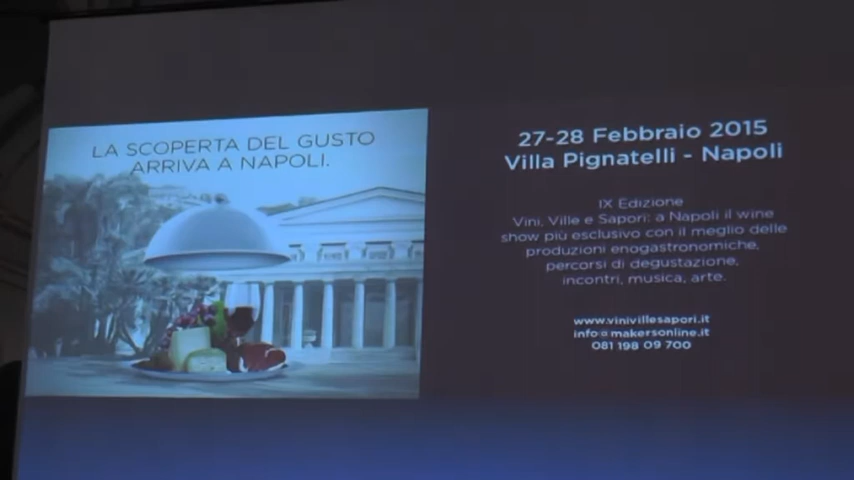 LA SCOPERTA DEL GUSTO
ARRIVA A NAPOLI.
27-28 Febbraio 2015
Villa Pignatelli - Napoli
IX Edizione
Vini, Ville e Sapori: a Napoli il wine
show più esclusivo con il meglio delle
produzioni enogastronomiche,
percorsi di degustazione,
incontri, musica, arte.
www.vinivillesapori.it
info@makersonline.it
081 198 09 700